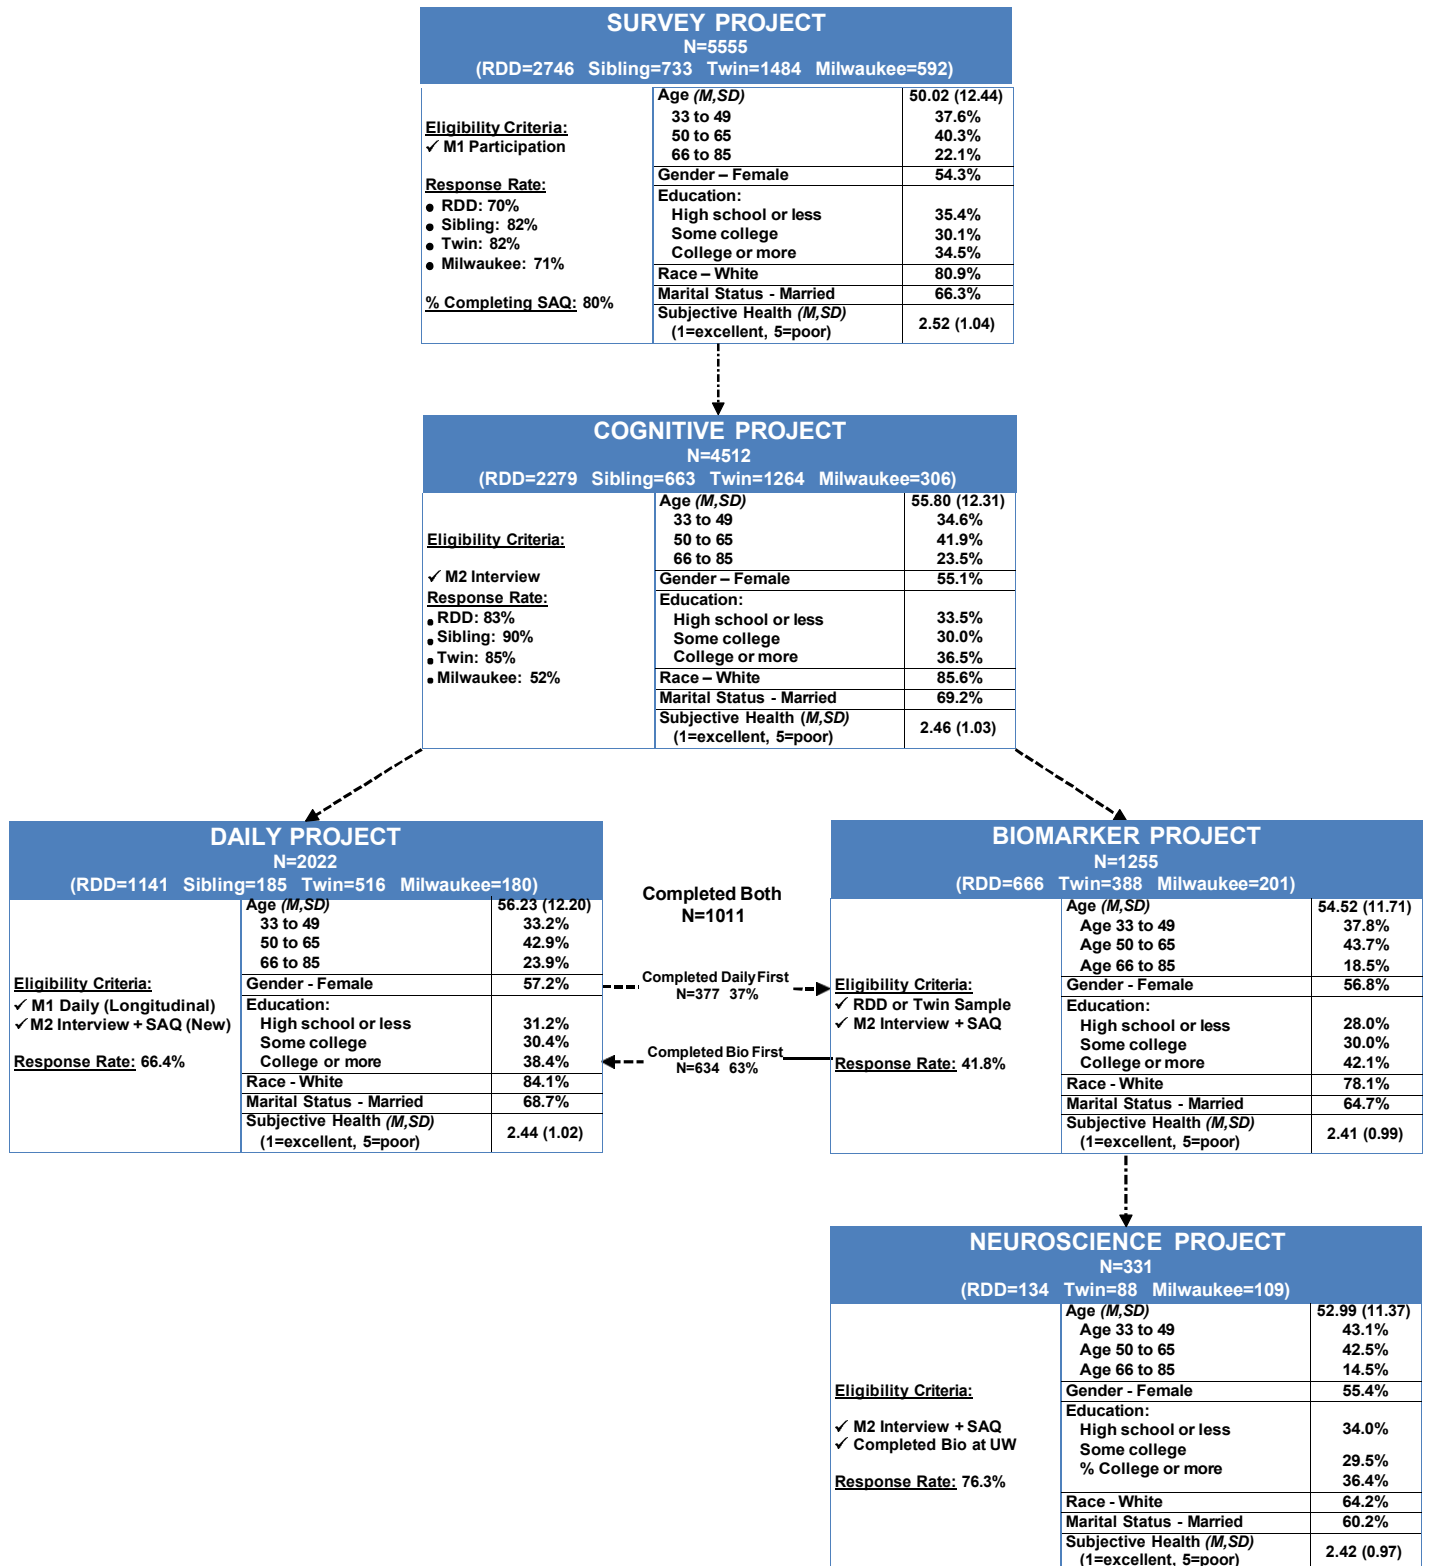 SURVEY PROJECT
N=5555
(RDD=2746 Sibling=733 Twin=1484 Milwaukee=592)
Eligibility Criteria:
✓ M1 Participation
Response Rate:
● RDD: 70%
● Sibling: 82%
● Twin: 82%
● Milwaukee: 71%
% Completing SAQ: 80%
Age (M,SD) 50.02 (12.44)
33 to 49 37.6%
50 to 65 40.3%
66 to 85 22.1%
Gender – Female 54.3%
Education:
High school or less 35.4%
Some college 30.1%
College or more 34.5%
Race – White 80.9%
Marital Status - Married 66.3%
Subjective Health (M,SD)
(1=excellent, 5=poor) 2.52 (1.04)
COGNITIVE PROJECT
N=4512
(RDD=2279 Sibling=663 Twin=1264 Milwaukee=306)
Eligibility Criteria:
✓ M2 Interview
Response Rate:
● RDD: 83%
● Sibling: 90%
● Twin: 85%
● Milwaukee: 52%
Age (M,SD) 55.80 (12.31)
33 to 49 34.6%
50 to 65 41.9%
66 to 85 23.5%
Gender – Female 55.1%
Education:
High school or less 33.5%
Some college 30.0%
College or more 36.5%
Race – White 85.6%
Marital Status - Married 69.2%
Subjective Health (M,SD)
(1=excellent, 5=poor) 2.46 (1.03)
DAILY PROJECT
N=2022
(RDD=1141 Sibling=185 Twin=516 Milwaukee=180)
Eligibility Criteria:
✓ M1 Daily (Longitudinal)
✓ M2 Interview + SAQ (New)
Response Rate: 66.4%
Age (M,SD) 56.23 (12.20)
33 to 49 33.2%
50 to 65 42.9%
66 to 85 23.9%
Gender - Female 57.2%
Education:
High school or less 31.2%
Some college 30.4%
College or more 38.4%
Race - White 84.1%
Marital Status - Married 68.7%
Subjective Health (M,SD)
(1=excellent, 5=poor) 2.44 (1.02)
Completed Both
N=1011
Completed Daily First
N=377 37%
Completed Bio First
N=634 63%
BIOMARKER PROJECT
N=1255
(RDD=666 Twin=388 Milwaukee=201)
Eligibility Criteria:
✓ RDD or Twin Sample
✓ M2 Interview + SAQ
Response Rate: 41.8%
Age (M,SD) 54.52 (11.71)
Age 33 to 49 37.8%
Age 50 to 65 43.7%
Age 66 to 85 18.5%
Gender - Female 56.8%
Education:
High school or less 28.0%
Some college 30.0%
College or more 42.1%
Race - White 78.1%
Marital Status - Married 64.7%
Subjective Health (M,SD)
(1=excellent, 5=poor) 2.41 (0.99)
NEUROSCIENCE PROJECT
N=331
(RDD=134 Twin=88 Milwaukee=109)
Eligibility Criteria:
✓ M2 Interview + SAQ
✓ Completed Bio at UW
Response Rate: 76.3%
Age (M,SD) 52.99 (11.37)
Age 33 to 49 43.1%
Age 50 to 65 42.5%
Age 66 to 85 14.5%
Gender - Female 55.4%
Education:
High school or less 34.0%
Some college 29.5%
% College or more 36.4%
Race - White 64.2%
Marital Status - Married 60.2%
Subjective Health (M,SD)
(1=excellent, 5=poor) 2.42 (0.97)